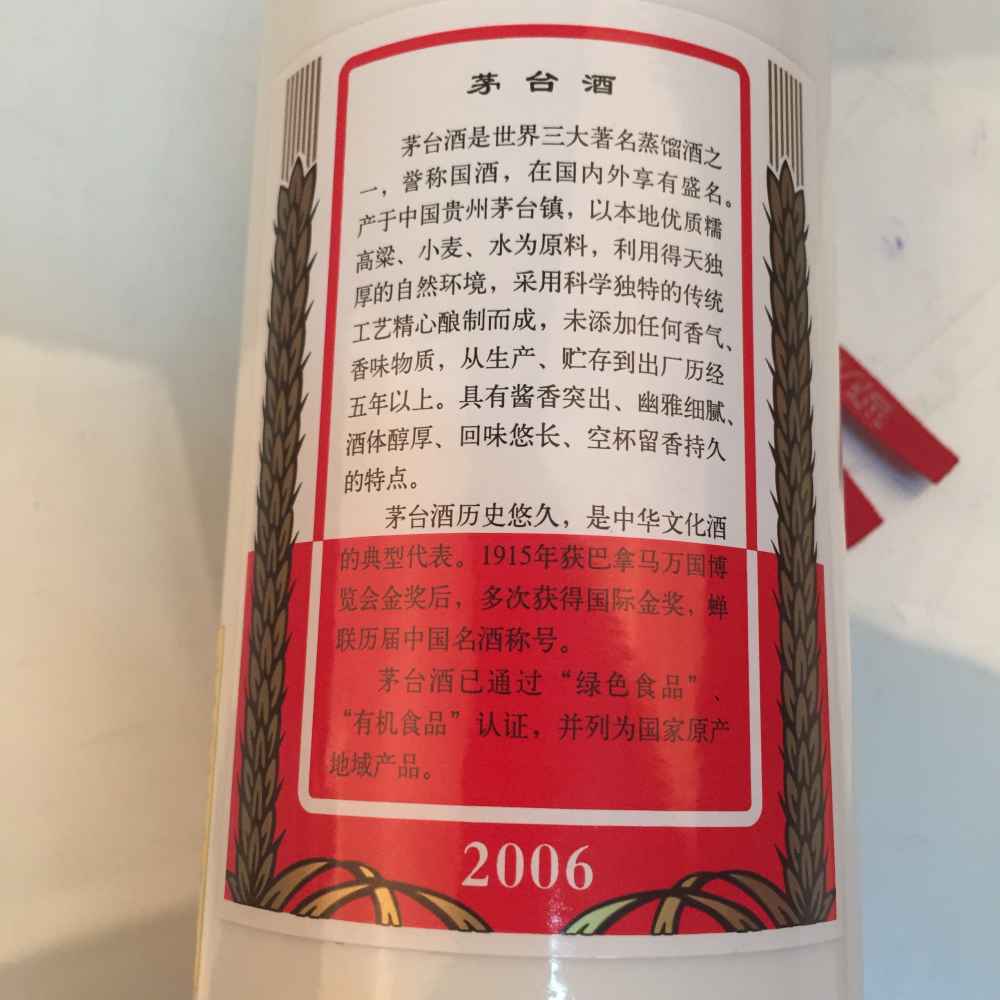 茅台酒
茅台酒是世界三大著名蒸馏酒之
一，誉称国酒，在国内外享有盛名。
产于中国贵州茅台镇，以本地优质糯
高粱、小麦、水为原料，利用得天独
厚的自然环境，采用科学独特的传统
工艺精心酿制而成，未添加任何香气、
香味物质，从生产、贮存到出厂历经
五年以上。具有酱香突出、幽雅细腻、
酒体醇厚、回味悠长、空杯留香持久
的特点。
茅台酒历史悠久，是中华文化酒
的典型代表。1915年获巴拿马万国博
览会金奖后，多次获得国际金奖，蝉
联历届中国名酒称号。
茅台酒已通过“绿色食品”、
“有机食品”认证，并列为国家原产
地域产品。
2006